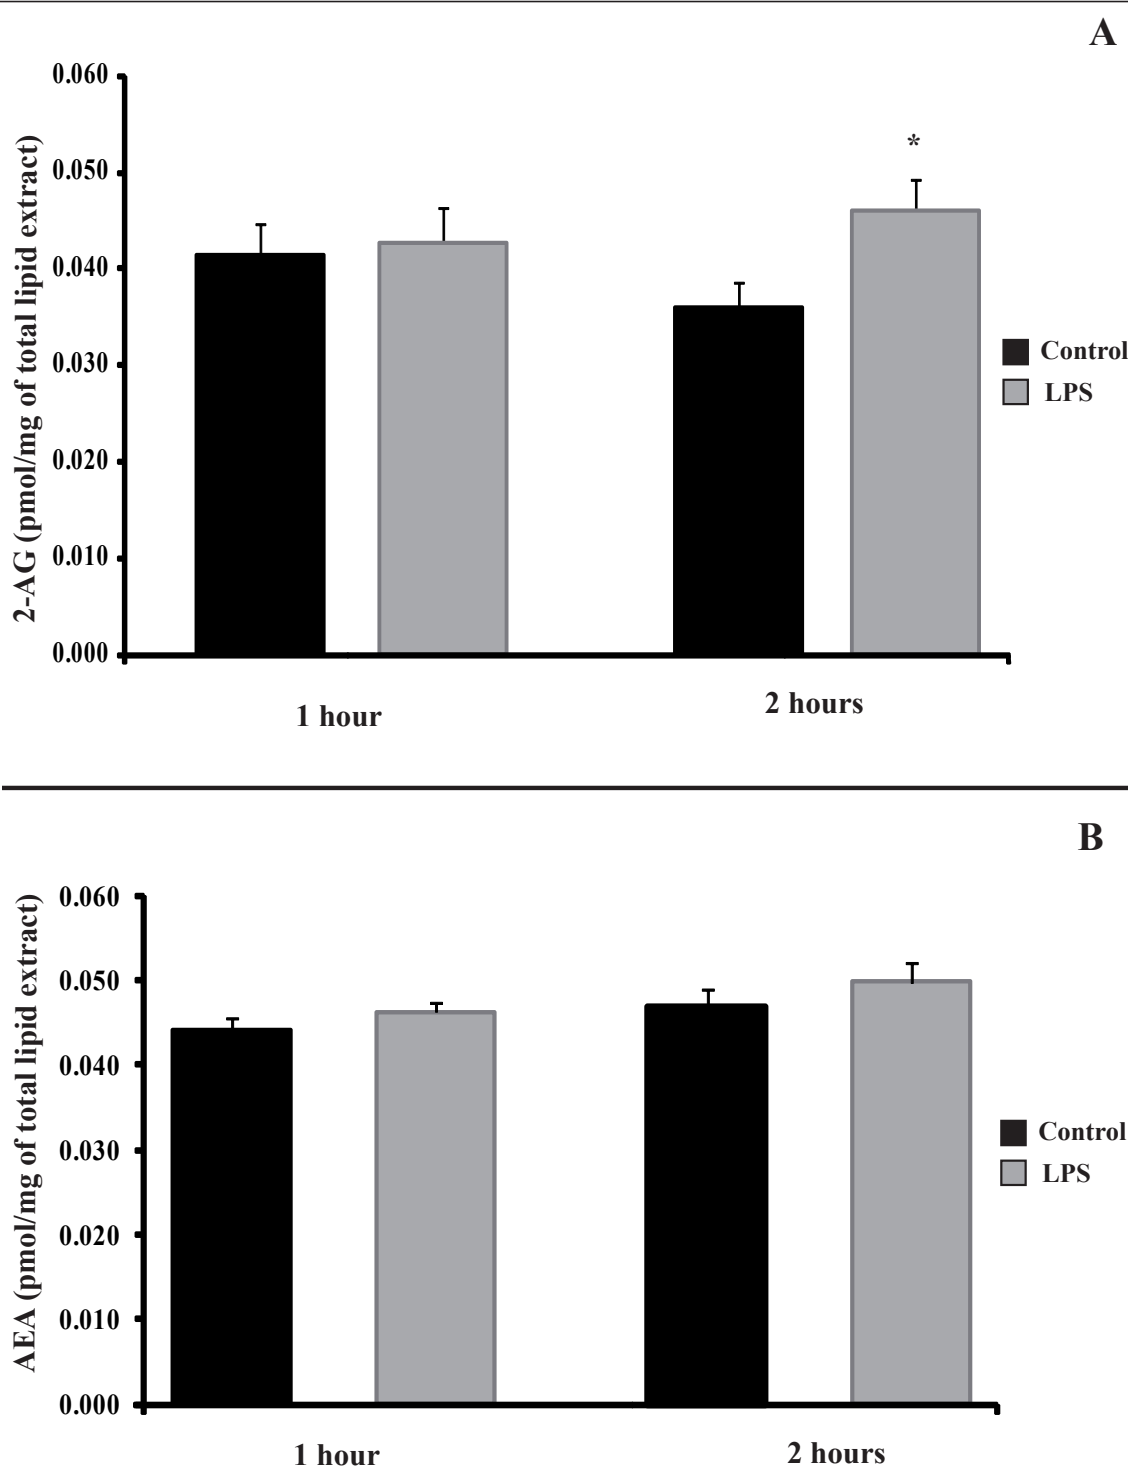 A
2-AG (pmol/mg of total lipid extract)
0.060
0.050
*
0.040
0.030
0.020
0.010
0.000
Control
LPS
1 hour
2 hours
B
AEA (pmol/mg of total lipid extract)
0.060
0.050
0.040
0.030
0.020
0.010
0.000
Control
LPS
1 hour
2 hours